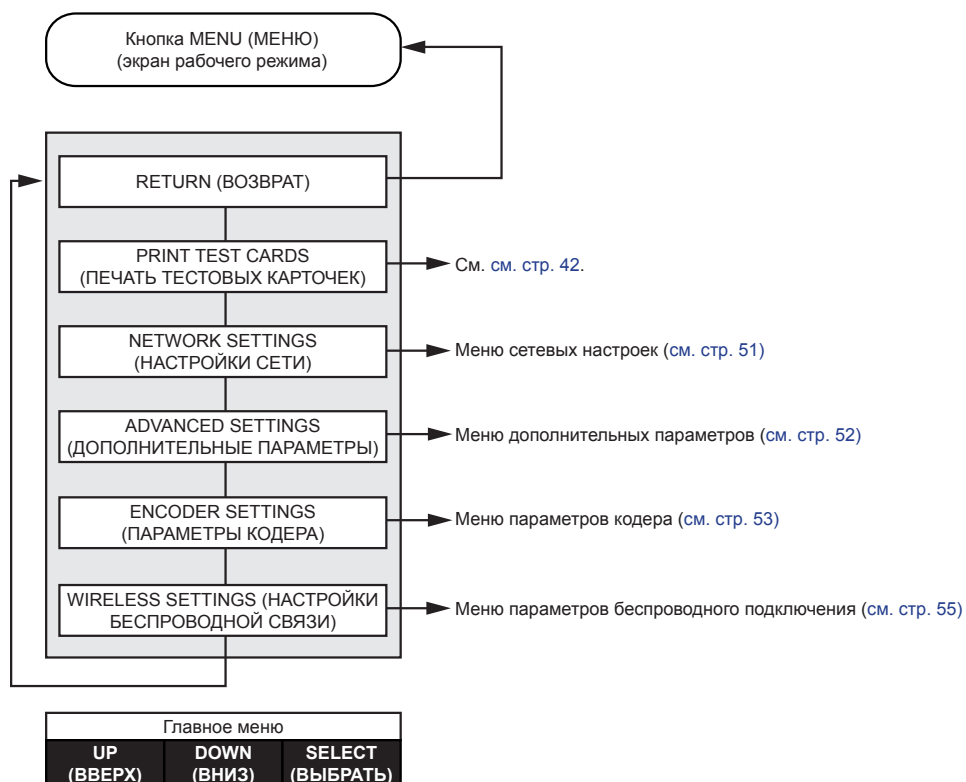 Кнопка MENU (МЕНЮ)
(экран рабочего режима)
RETURN (ВОЗВРАТ)
PRINT TEST CARDS
(ПЕЧАТЬ ТЕСТОВЫХ КАРТОЧЕК)
См. см. стр. 42.
NETWORK SETTINGS
(НАСТРОЙКИ СЕТИ)
Меню сетевых настроек (см. стр. 51)
ADVANCED SETTINGS
(ДОПОЛНИТЕЛЬНЫЕ ПАРАМЕТРЫ)
Меню дополнительных параметров (см. стр. 52)
ENCODER SETTINGS
(ПАРАМЕТРЫ КОДЕРА)
Меню параметров кодера (см. стр. 53)
WIRELESS SETTINGS (НАСТРОЙКИ
БЕСПРОВОДНОЙ СВЯЗИ)
Меню параметров беспроводного подключения (см. стр. 55)
Главное меню
UP
(ВВЕРХ)
DOWN
(ВНИЗ)
SELECT
(ВЫБРАТЬ)